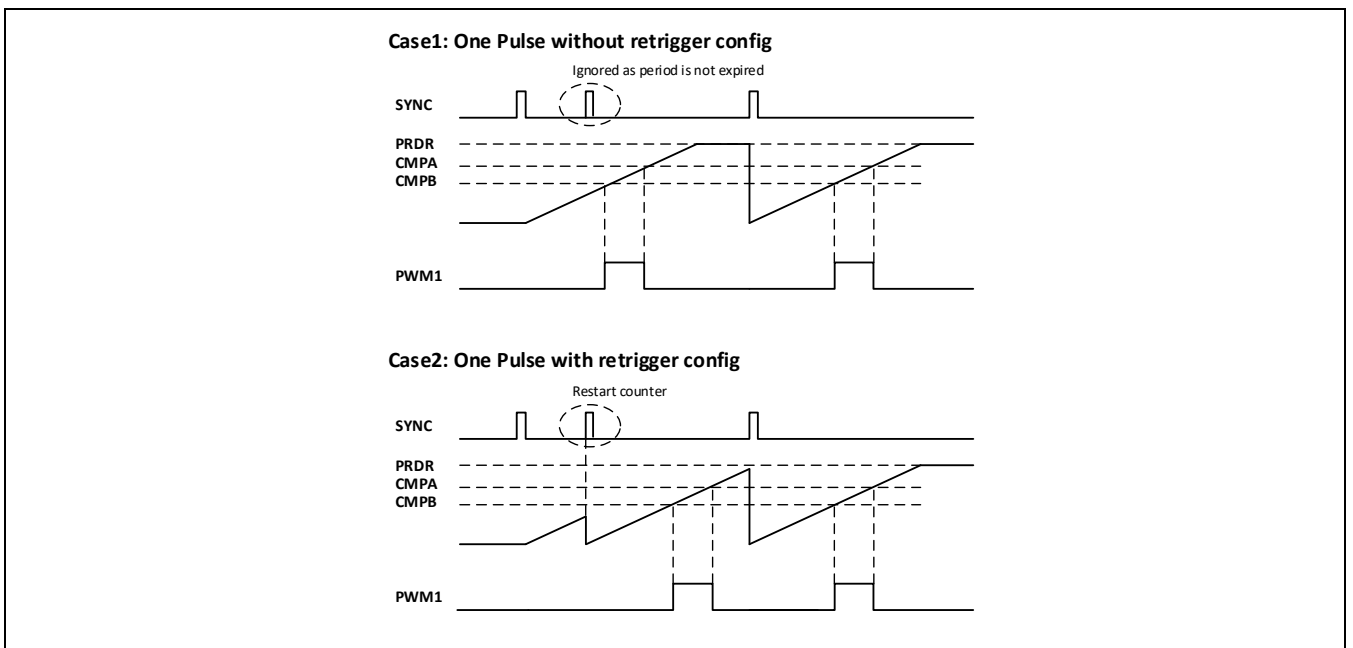 Case1: One Pulse without retrigger config
Ignored as period is not expired
SYNC
PRDR
CMPA
CMPB
PWM1
Case2: One Pulse with retrigger config
Restart counter
SYNC
PRDR
CMPA
CMPB
PWM1